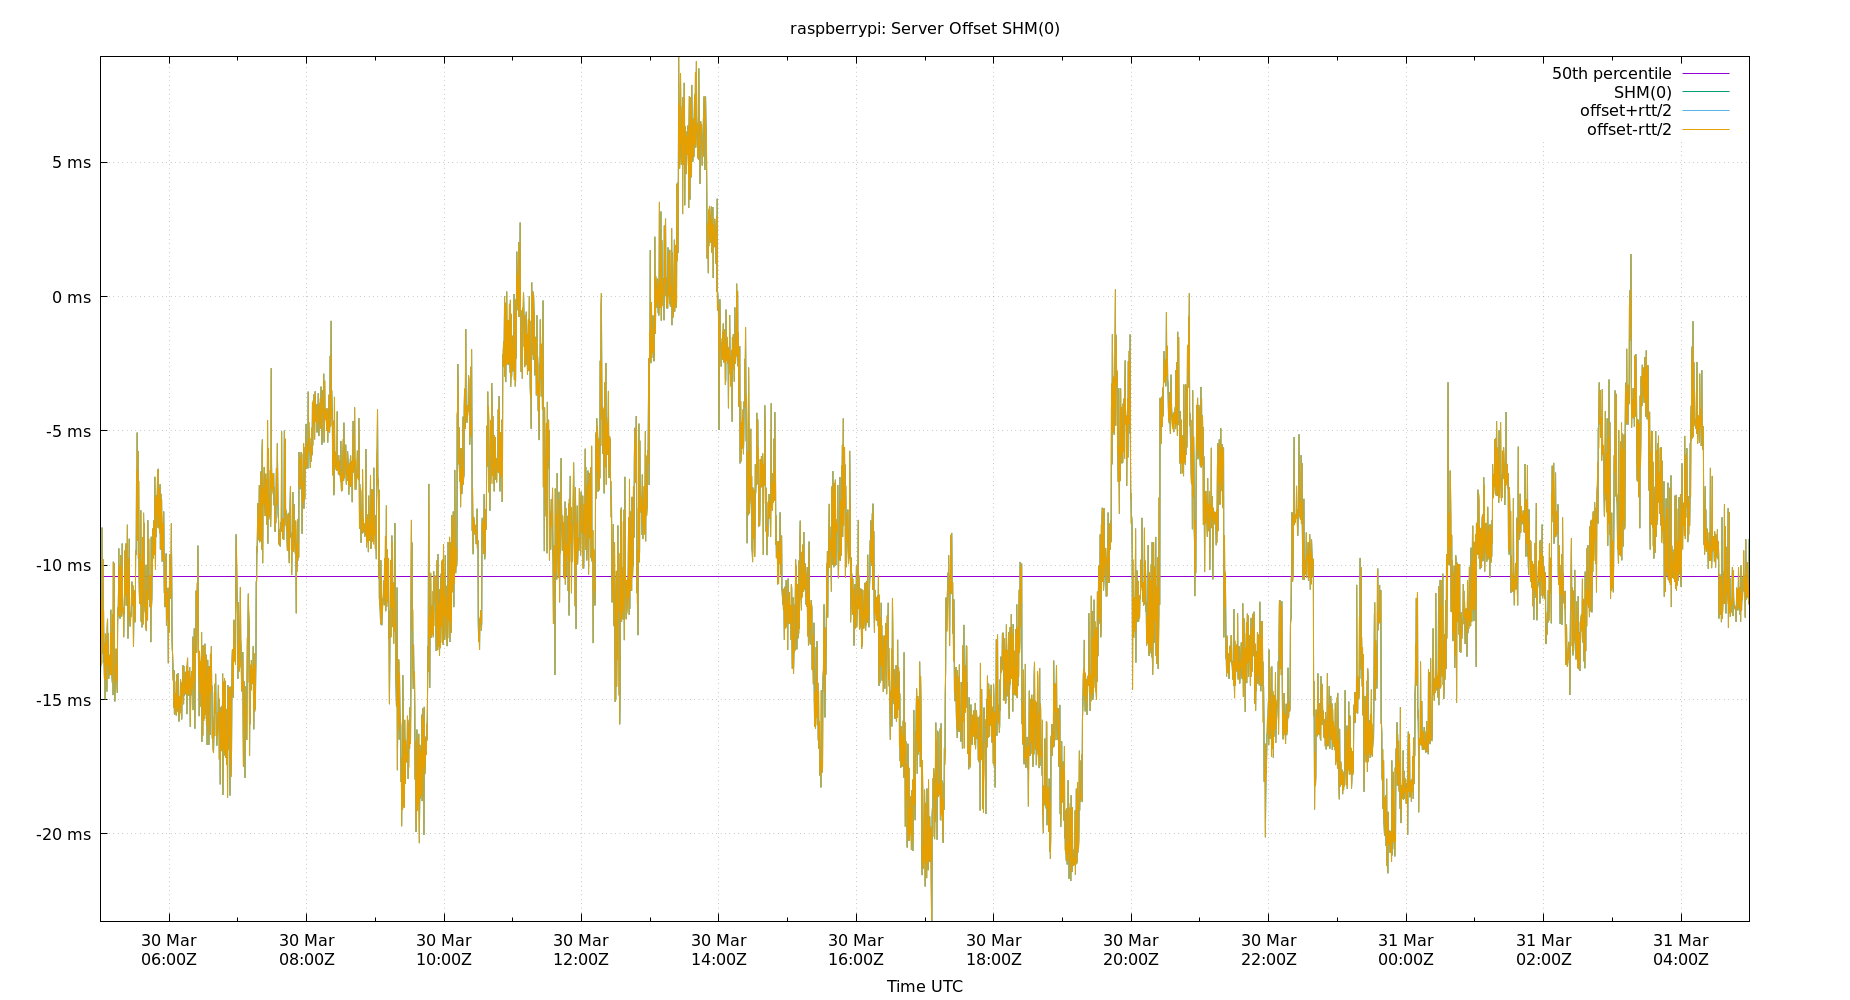 raspberrypi: Server Offset SHM(0)
50th percentile
SHM(0)
offset+rtt/2
offset-rtt/2
5 ms
0 ms
-5 ms
-10 ms
-15 ms
-20 ms
30 Mar 30 Mar 30 Mar 30 Mar 30 Mar 30 Mar 30 Mar 30 Mar 30 Mar 31 Mar 31 Mar 31 Mar
06:00Z 08:00Z 10:00Z 12:00Z 14:00Z 16:00Z 18:00Z 20:00Z 22:00Z 00:00Z 02:00Z 04:00Z
Time UTC